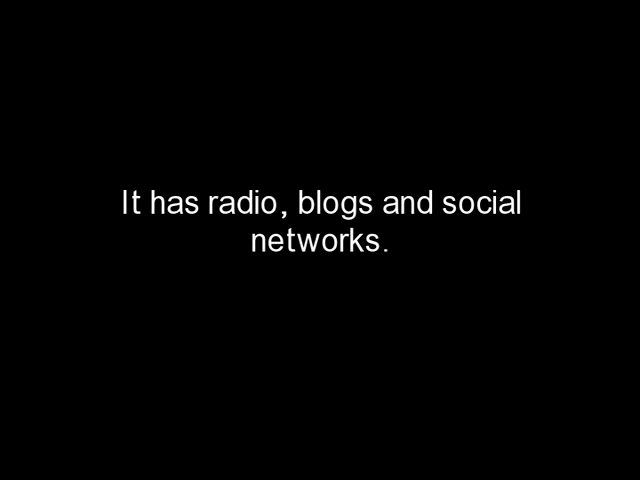 It has radio, blogs and social
networks.